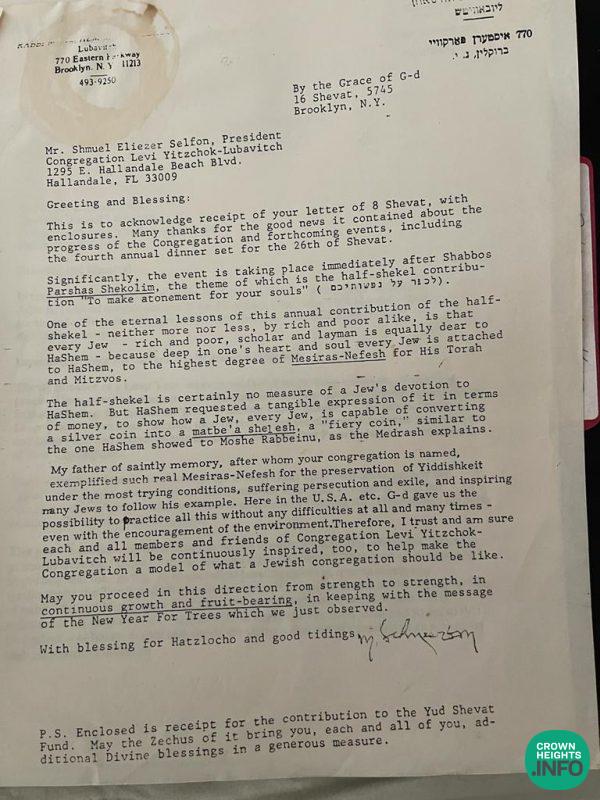 RABBI
Lubavitch
770 Eastern Parkway
Brooklyn, N. Y. 11213
493-9250
ליובאוויטש
770 איסטערן פארקוויי
ברוקלין, נ. י.
By the Grace of G-d
16 Shevat, 5745
Brooklyn, N.Y.
Mr. Shmuel Eliezer Selfon, President
Congregation Levi Yitzchok-Lubavitch
1295 E. Hallandale Beach Blvd.
Hallandale, FL 33009
Greeting and Blessing:
This is to acknowledge receipt of your letter of 8 Shevat, with
enclosures. Many thanks for the good news it contained about the
progress of the Congregation and forthcoming events, including
the fourth annual dinner set for the 26th of Shevat.
Significantly, the event is taking place immediately after Shabbos
Parshas Shekolim, the theme of which is the half-shekel contribu-
tion "To make atonement for your souls" ( לכפר על נפשותיכם).
One of the eternal lessons of this annual contribution of the half-
shekel - neither more nor less, by rich and poor alike, is that
every Jew - rich and poor, scholar and layman is equally dear to
HaShem - because deep in one's heart and soul every Jew is attached
to HaShem, to the highest degree of Mesiras-Nefesh for His Torah
and Mitzvos.
The half-shekel is certainly no measure of a Jew's devotion to
HaShem. But HaShem requested a tangible expression of it in terms
of money, to show how a Jew, every Jew, is capable of converting
a silver coin into a matbe'a shel esh, a "fiery coin," similar to
the one HaShem showed to Moshe Rabbeinu, as the Medrash explains.
My father of saintly memory, after whom your congregation is named,
exemplified such real Mesiras-Nefesh for the preservation of Yiddishkeit
under the most trying conditions, suffering persecution and exile, and inspiring
many Jews to follow his example. Here in the U.S.A. etc. G-d gave us the
possibility to practice all this without any difficulties at all and many times -
even with the encouragement of the environment.Therefore, I trust and am sure
each and all members and friends of Congregation Levi Yitzchok-
Lubavitch will be continuously inspired, too, to help make the
Congregation a model of what a Jewish congregation should be like.
May you proceed in this direction from strength to strength, in
continuous growth and fruit-bearing, in keeping with the message
of the New Year For Trees which we just observed.
With blessing for Hatzlocho and good tidings, M. Schneerson
P.S. Enclosed is receipt for the contribution to the Yud Shevat
Fund. May the Zechus of it bring you, each and all of you, ad-
ditional Divine blessings in a generous measure.
CROWN
HEIGHTS
.INFO